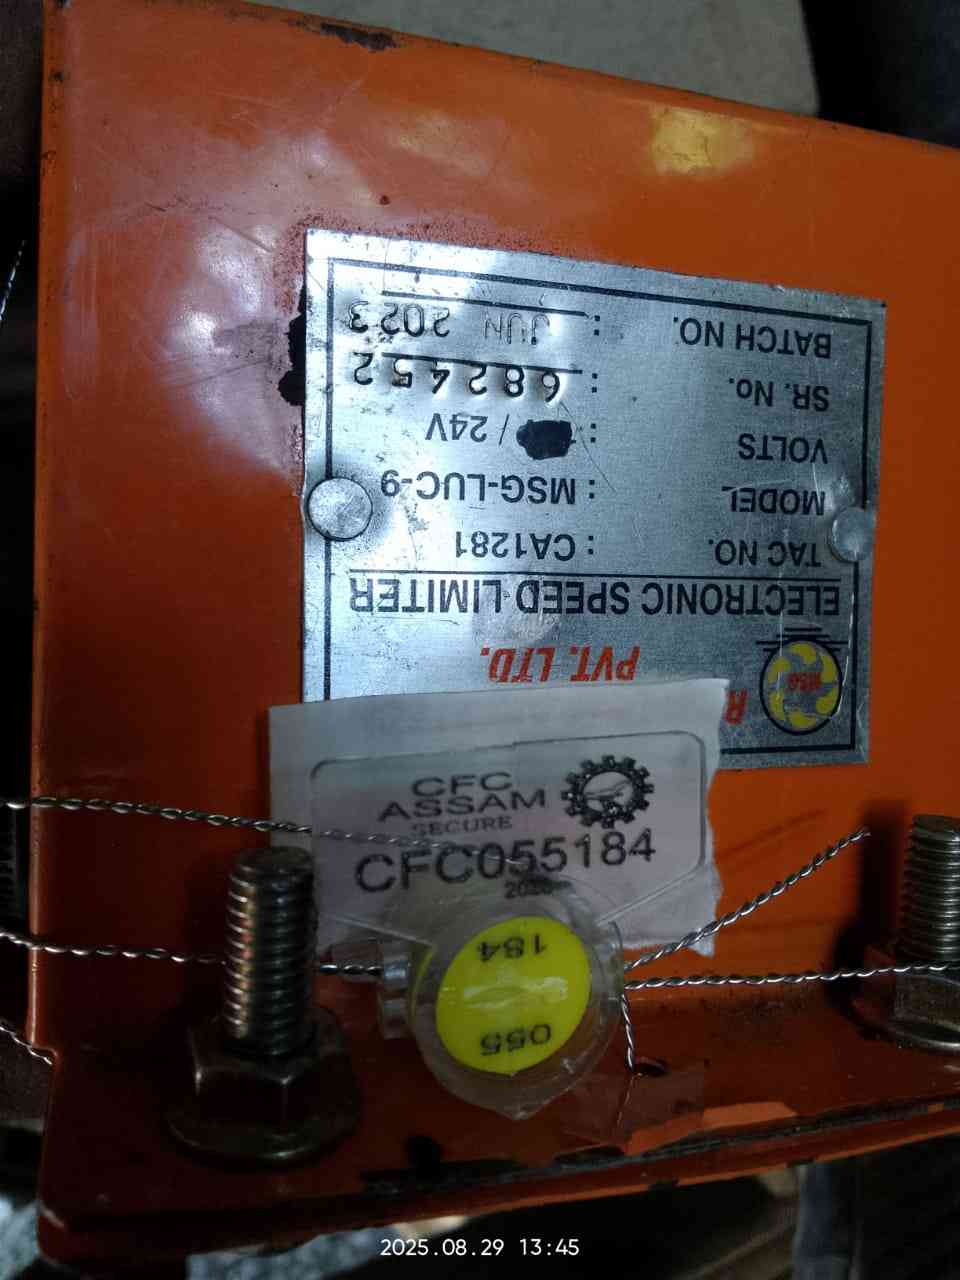 R
MSG
PVT. LTD.
ELECTRONIC SPEED LIMITER
TAC NO. : CA1281
MODEL : MSG-LUC-9
VOLTS : / 24V
SR. No. : 682452
BATCH NO. : JUN 2023
CFC
ASSAM
SECURE
CFC055184
055
184
2025.08.29 13:45